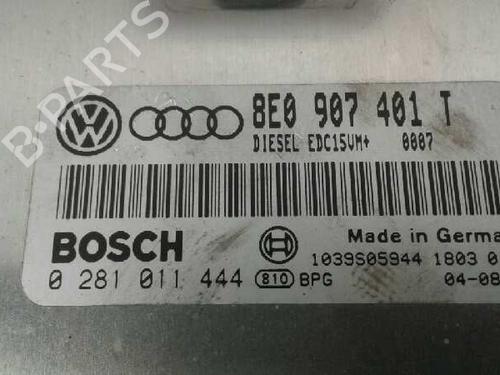 8E0 907 401 T
DIESEL EDC15VM+ 0007
BOSCH
Made in Germa
0 281 011 444 810 BPG
1039S05944 1803 0
04-08
B-PARTS